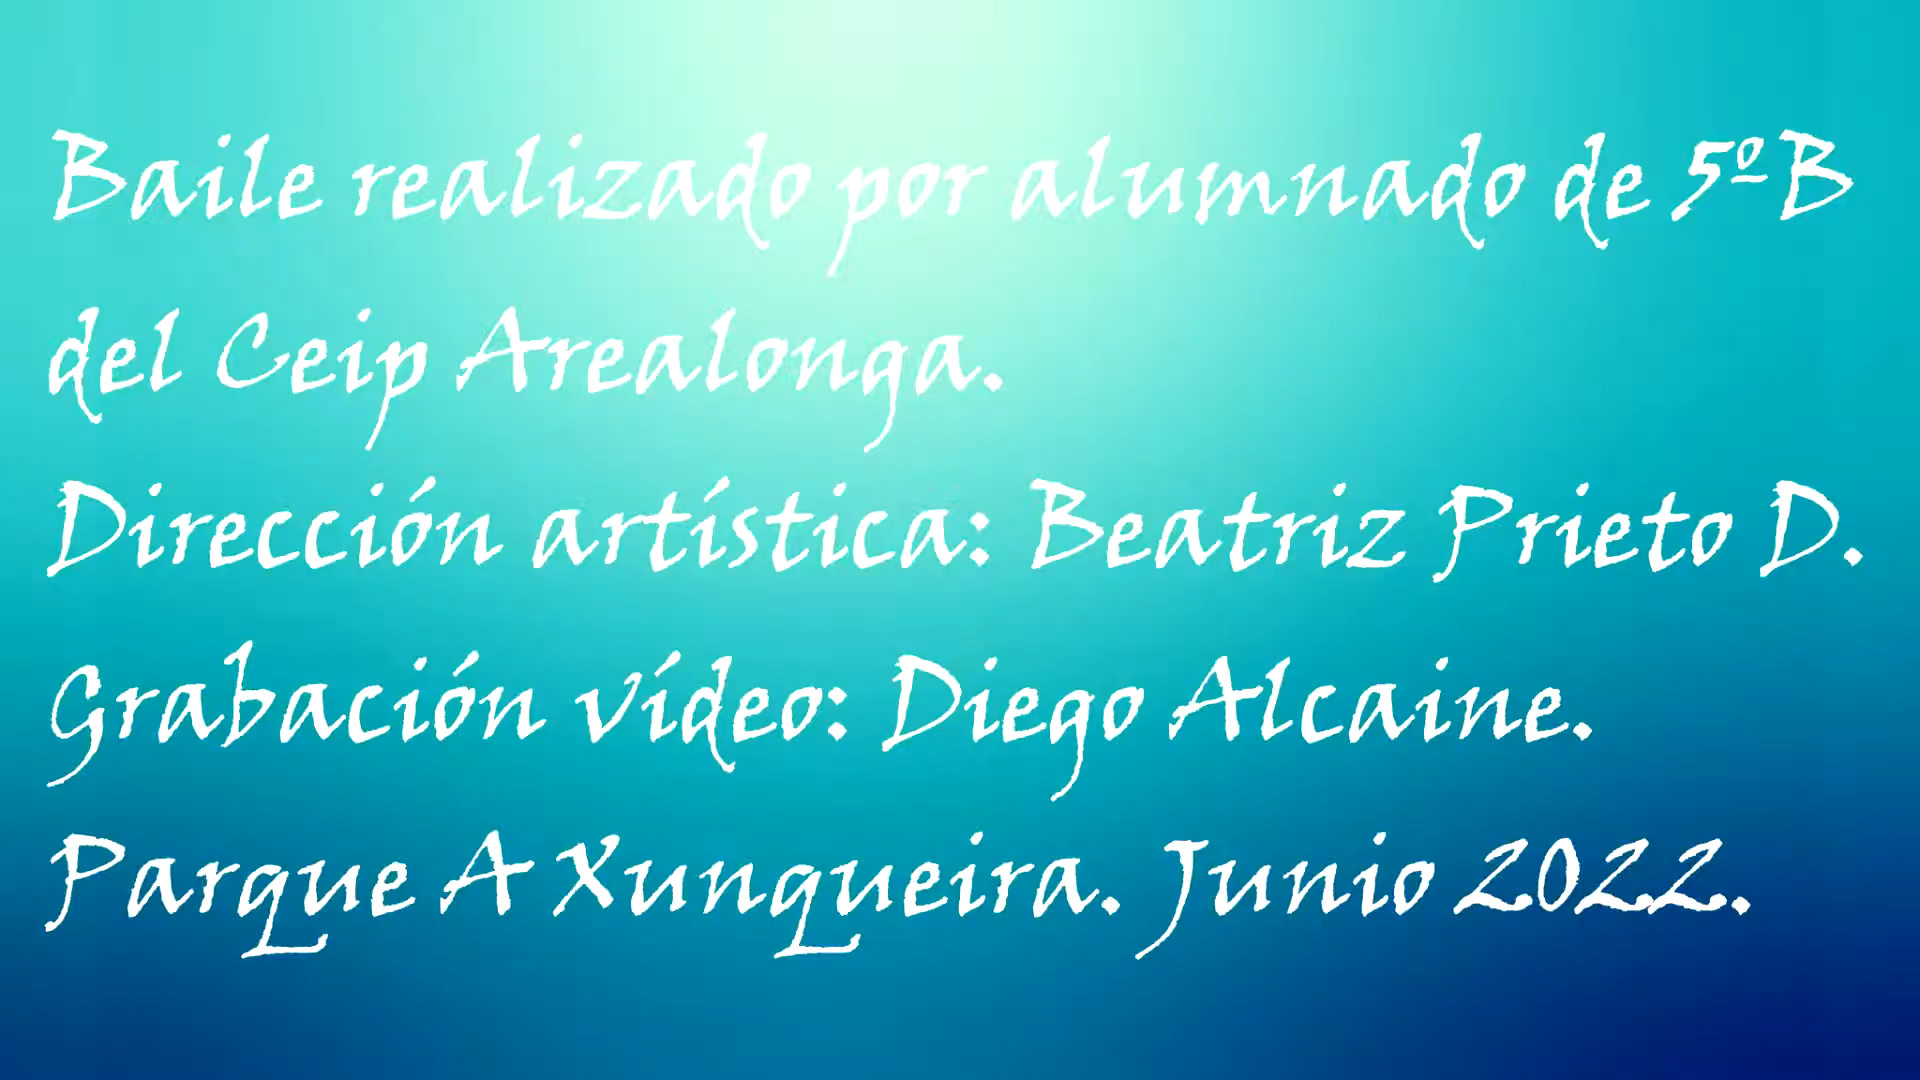 Baile realizado por alumnado de 5ºB
del Ceip Arealonga.
Dirección artística: Beatriz Prieto D.
Grabación vídeo: Diego Alcaine.
Parque A Xunqueira. Junio 2022.